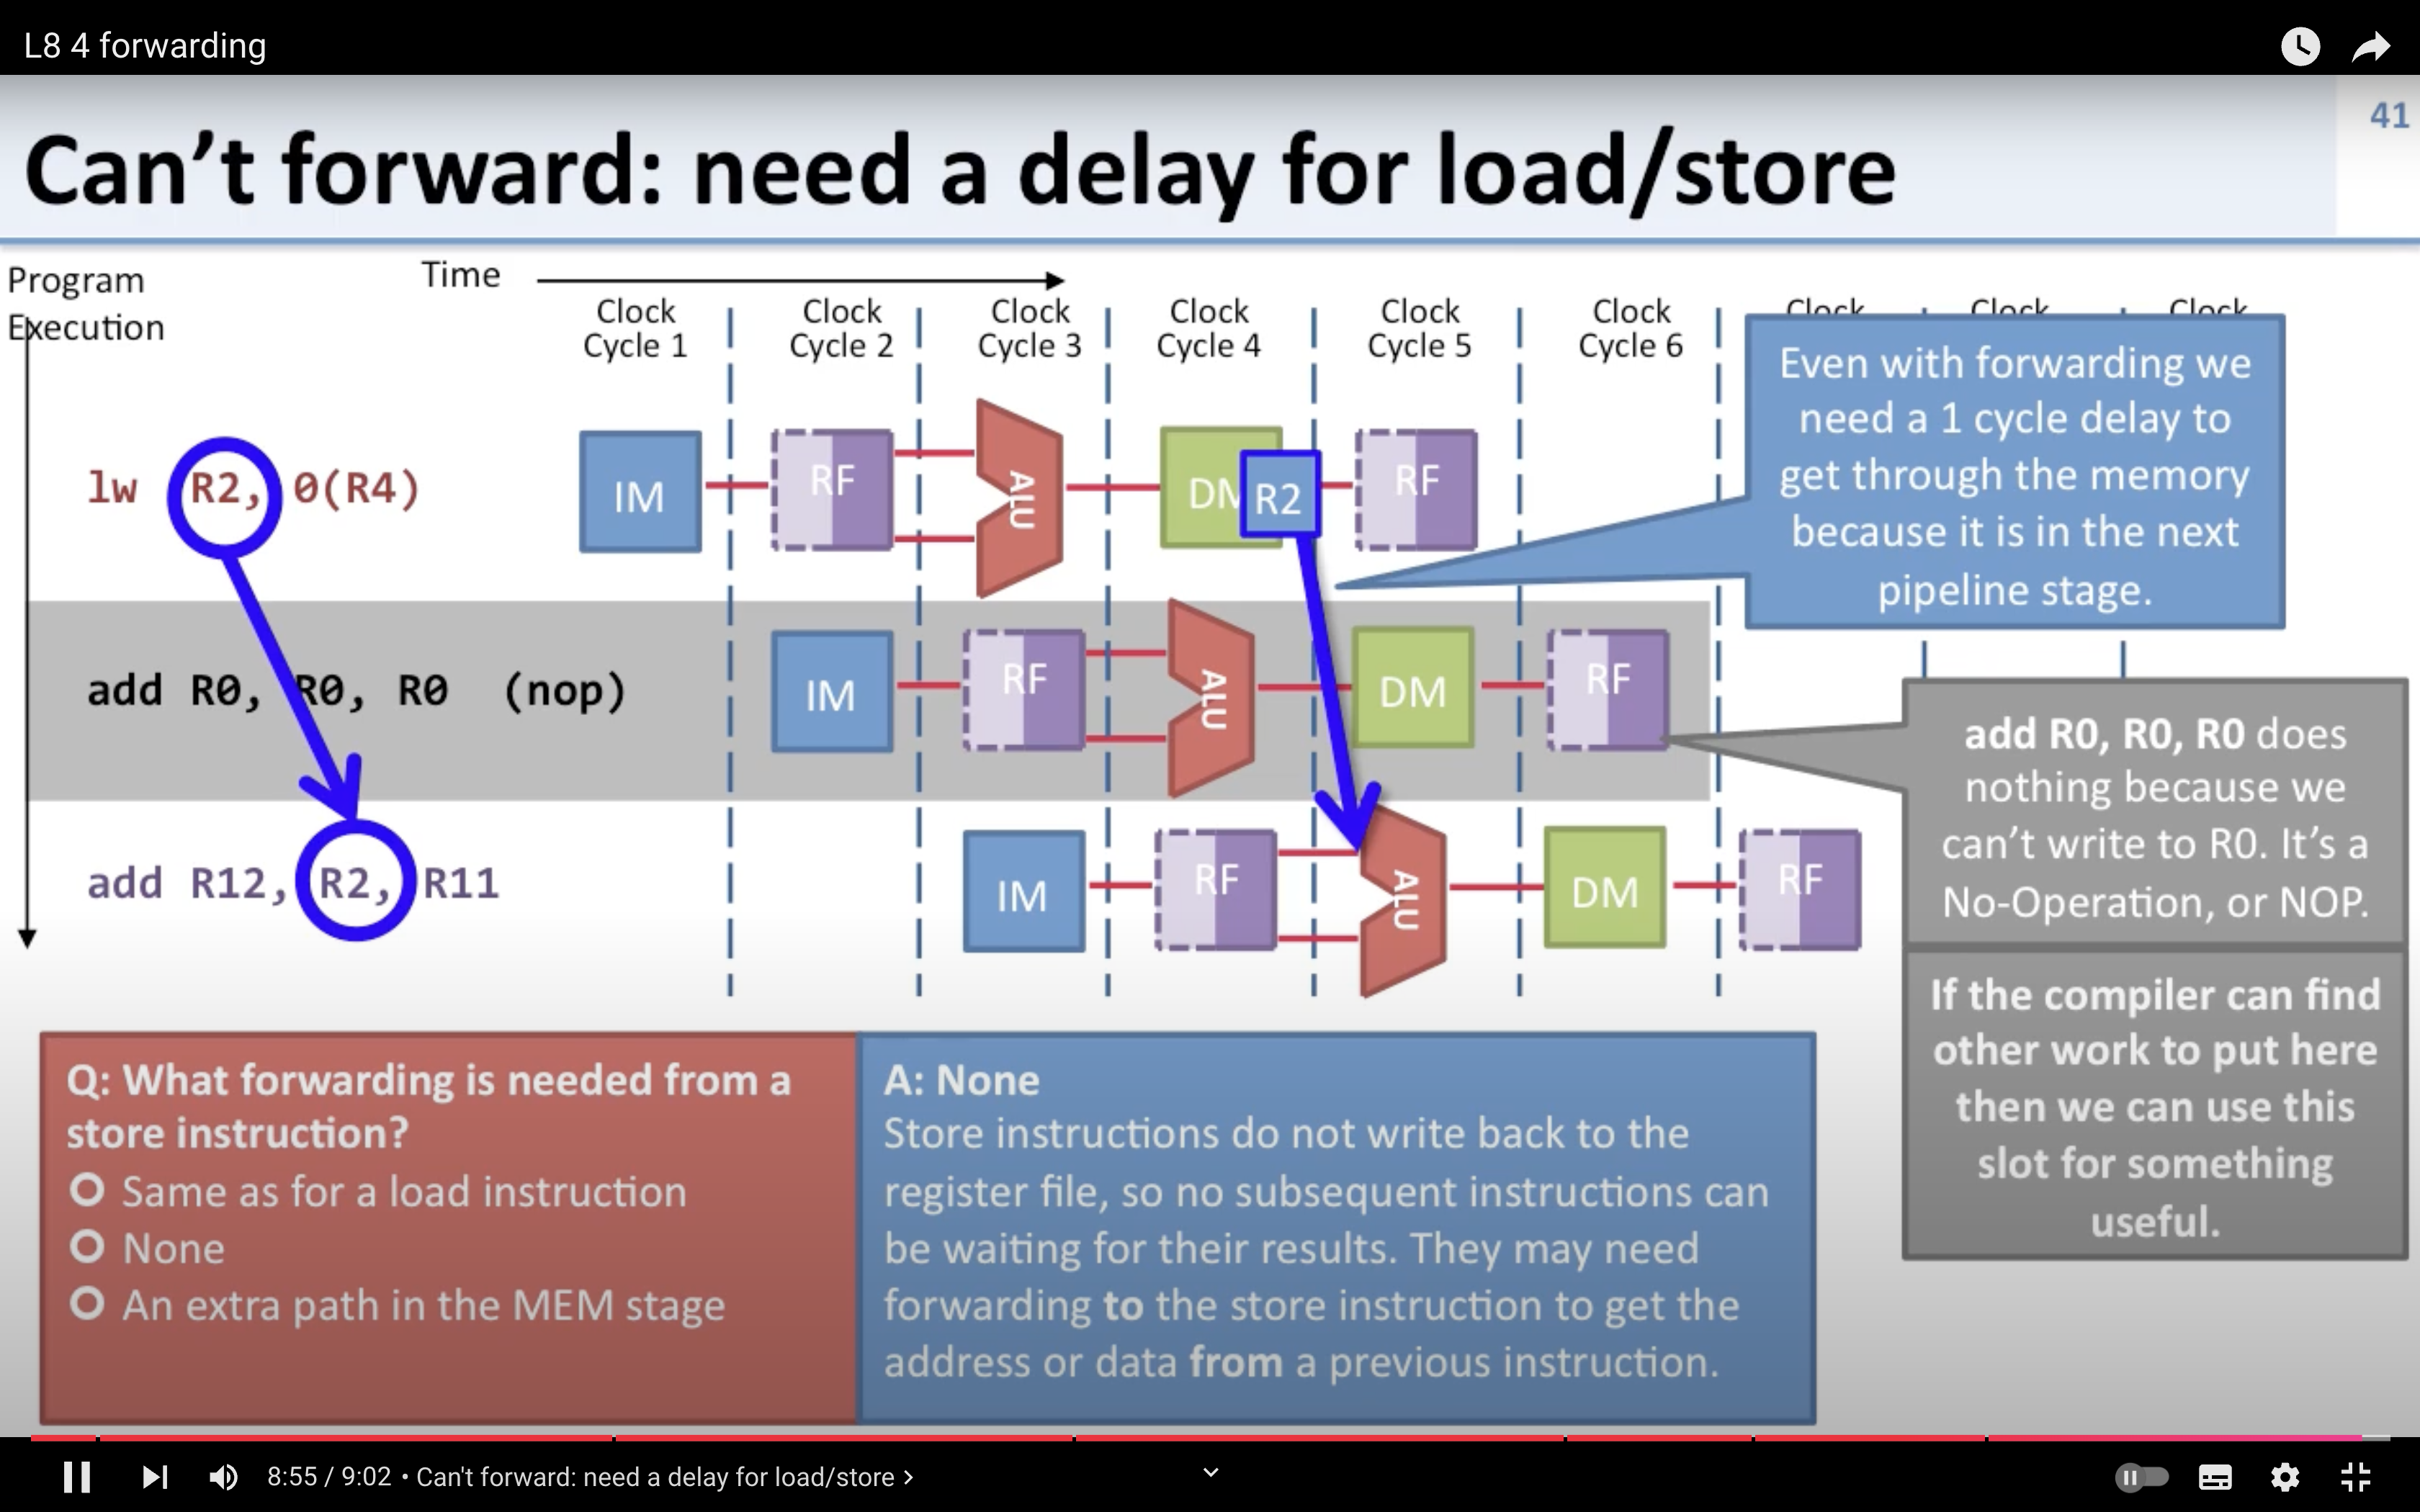 L8 4 forwarding
41
Can't forward: need a delay for load/store
Program
Execution
Time
Clock
Cycle 1
Clock
Cycle 2
Clock
Cycle 3
Clock
Cycle 4
Clock
Cycle 5
Clock
Cycle 6
Clock
Clock
Clock
lw R2, 0(R4)
IM
RF
ALU
DM
R2
RF
Even with forwarding we
need a 1 cycle delay to
get through the memory
because it is in the next
pipeline stage.
add R0, R0, R0 (nop)
IM
RF
ALU
DM
RF
add R0, R0, R0 does
nothing because we
can't write to R0. It's a
No-Operation, or NOP.
add R12, R2, R11
IM
RF
ALU
DM
RF
If the compiler can find
other work to put here
then we can use this
slot for something
useful.
Q: What forwarding is needed from a
store instruction?
Same as for a load instruction
None
An extra path in the MEM stage
A: None
Store instructions do not write back to the
register file, so no subsequent instructions can
be waiting for their results. They may need
forwarding to the store instruction to get the
address or data from a previous instruction.
8:55 / 9:02 • Can't forward: need a delay for load/store